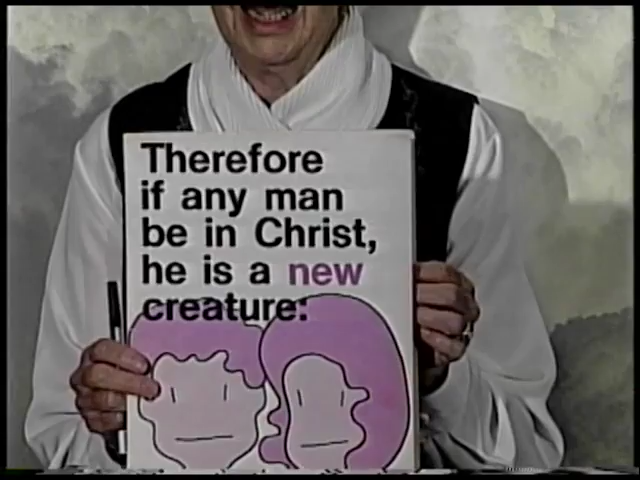 Therefore
if any man
be in Christ,
he is a new
creature: